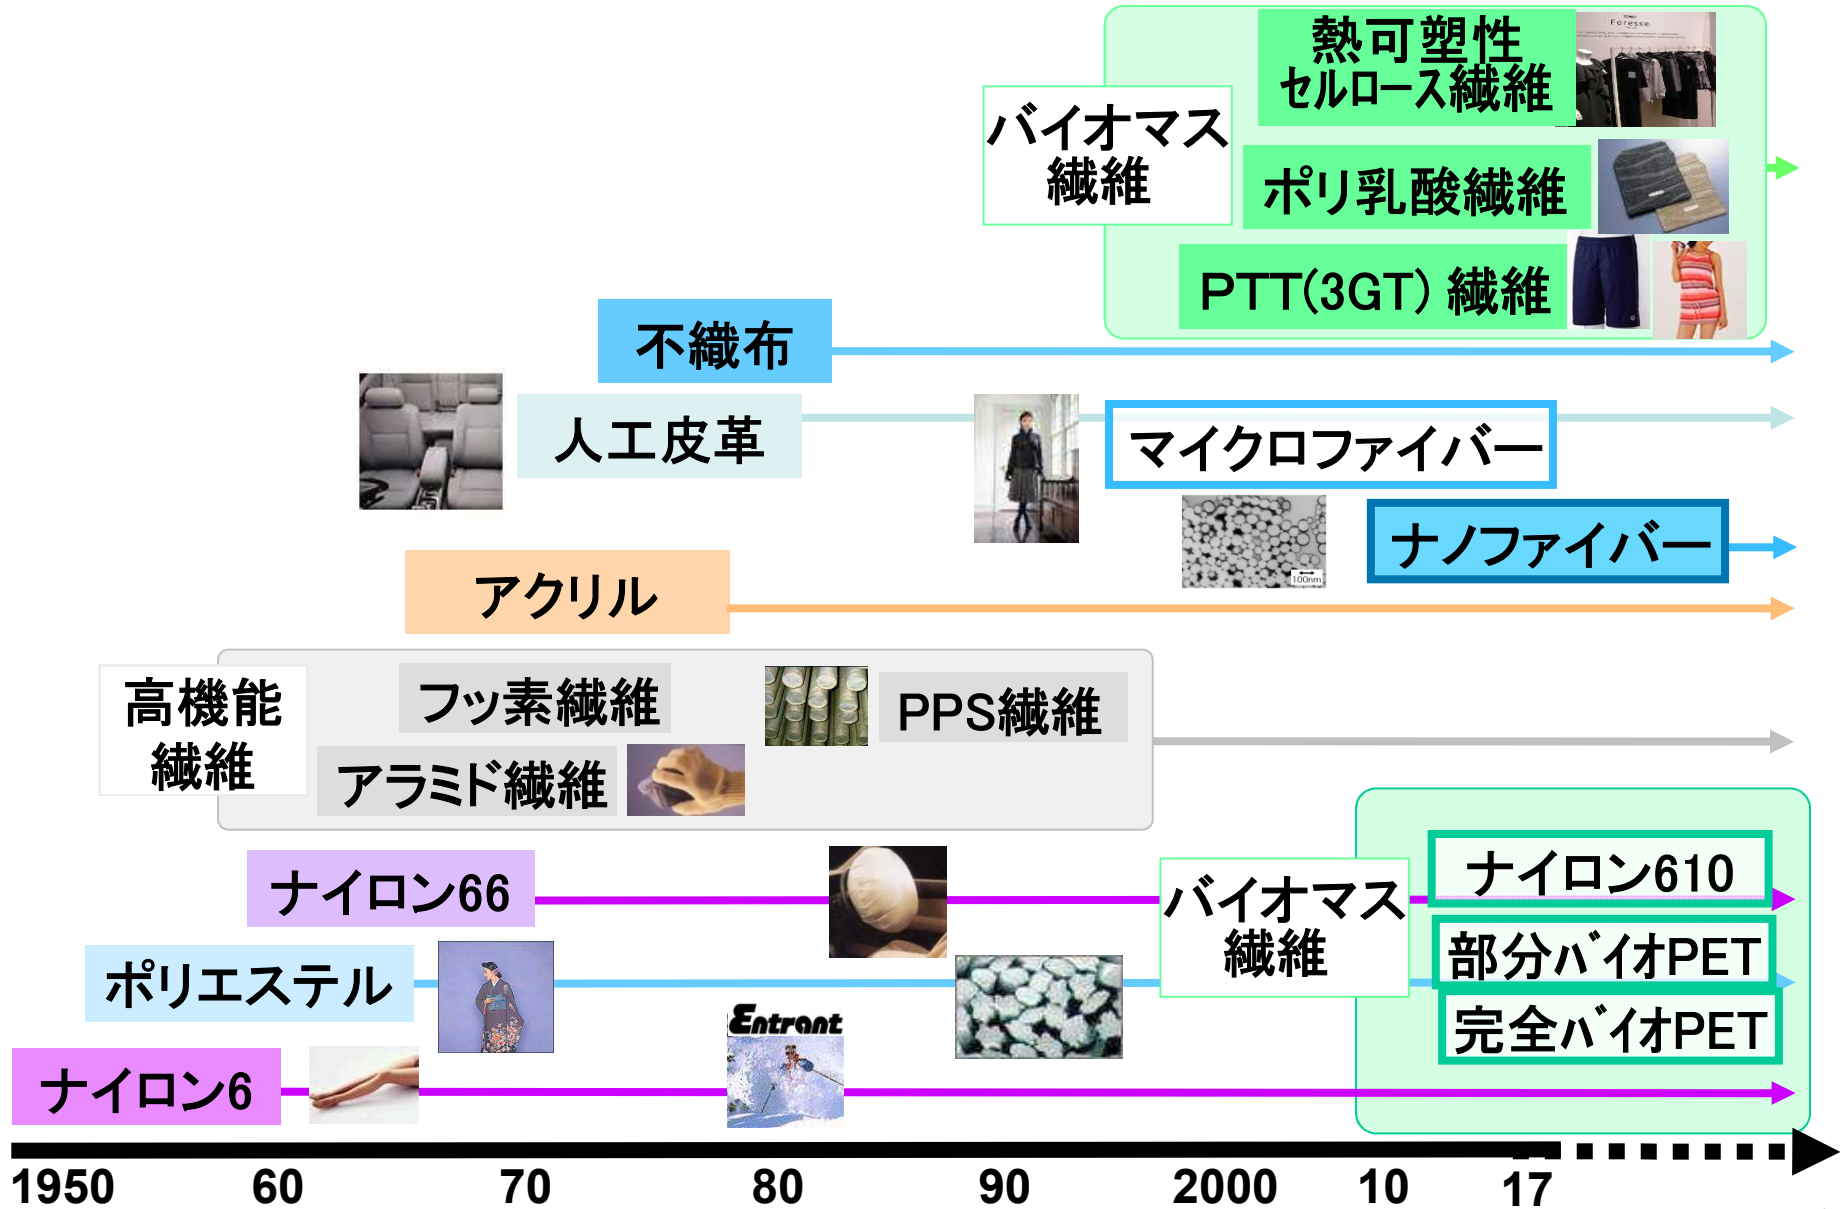 熱可塑性
セルロース繊維
Foresse
バイオマス
繊維
ポリ乳酸繊維
PTT(3GT) 繊維
不織布
人工皮革
マイクロファイバー
ナノファイバー
100nm
アクリル
高機能
繊維
フッ素繊維
PPS繊維
アラミド繊維
ナイロン66
バイオマス
繊維
ナイロン610
ポリエステル
部分バイオPET
Entrant
完全バイオPET
ナイロン6
1950 60 70 80 90 2000 10 17